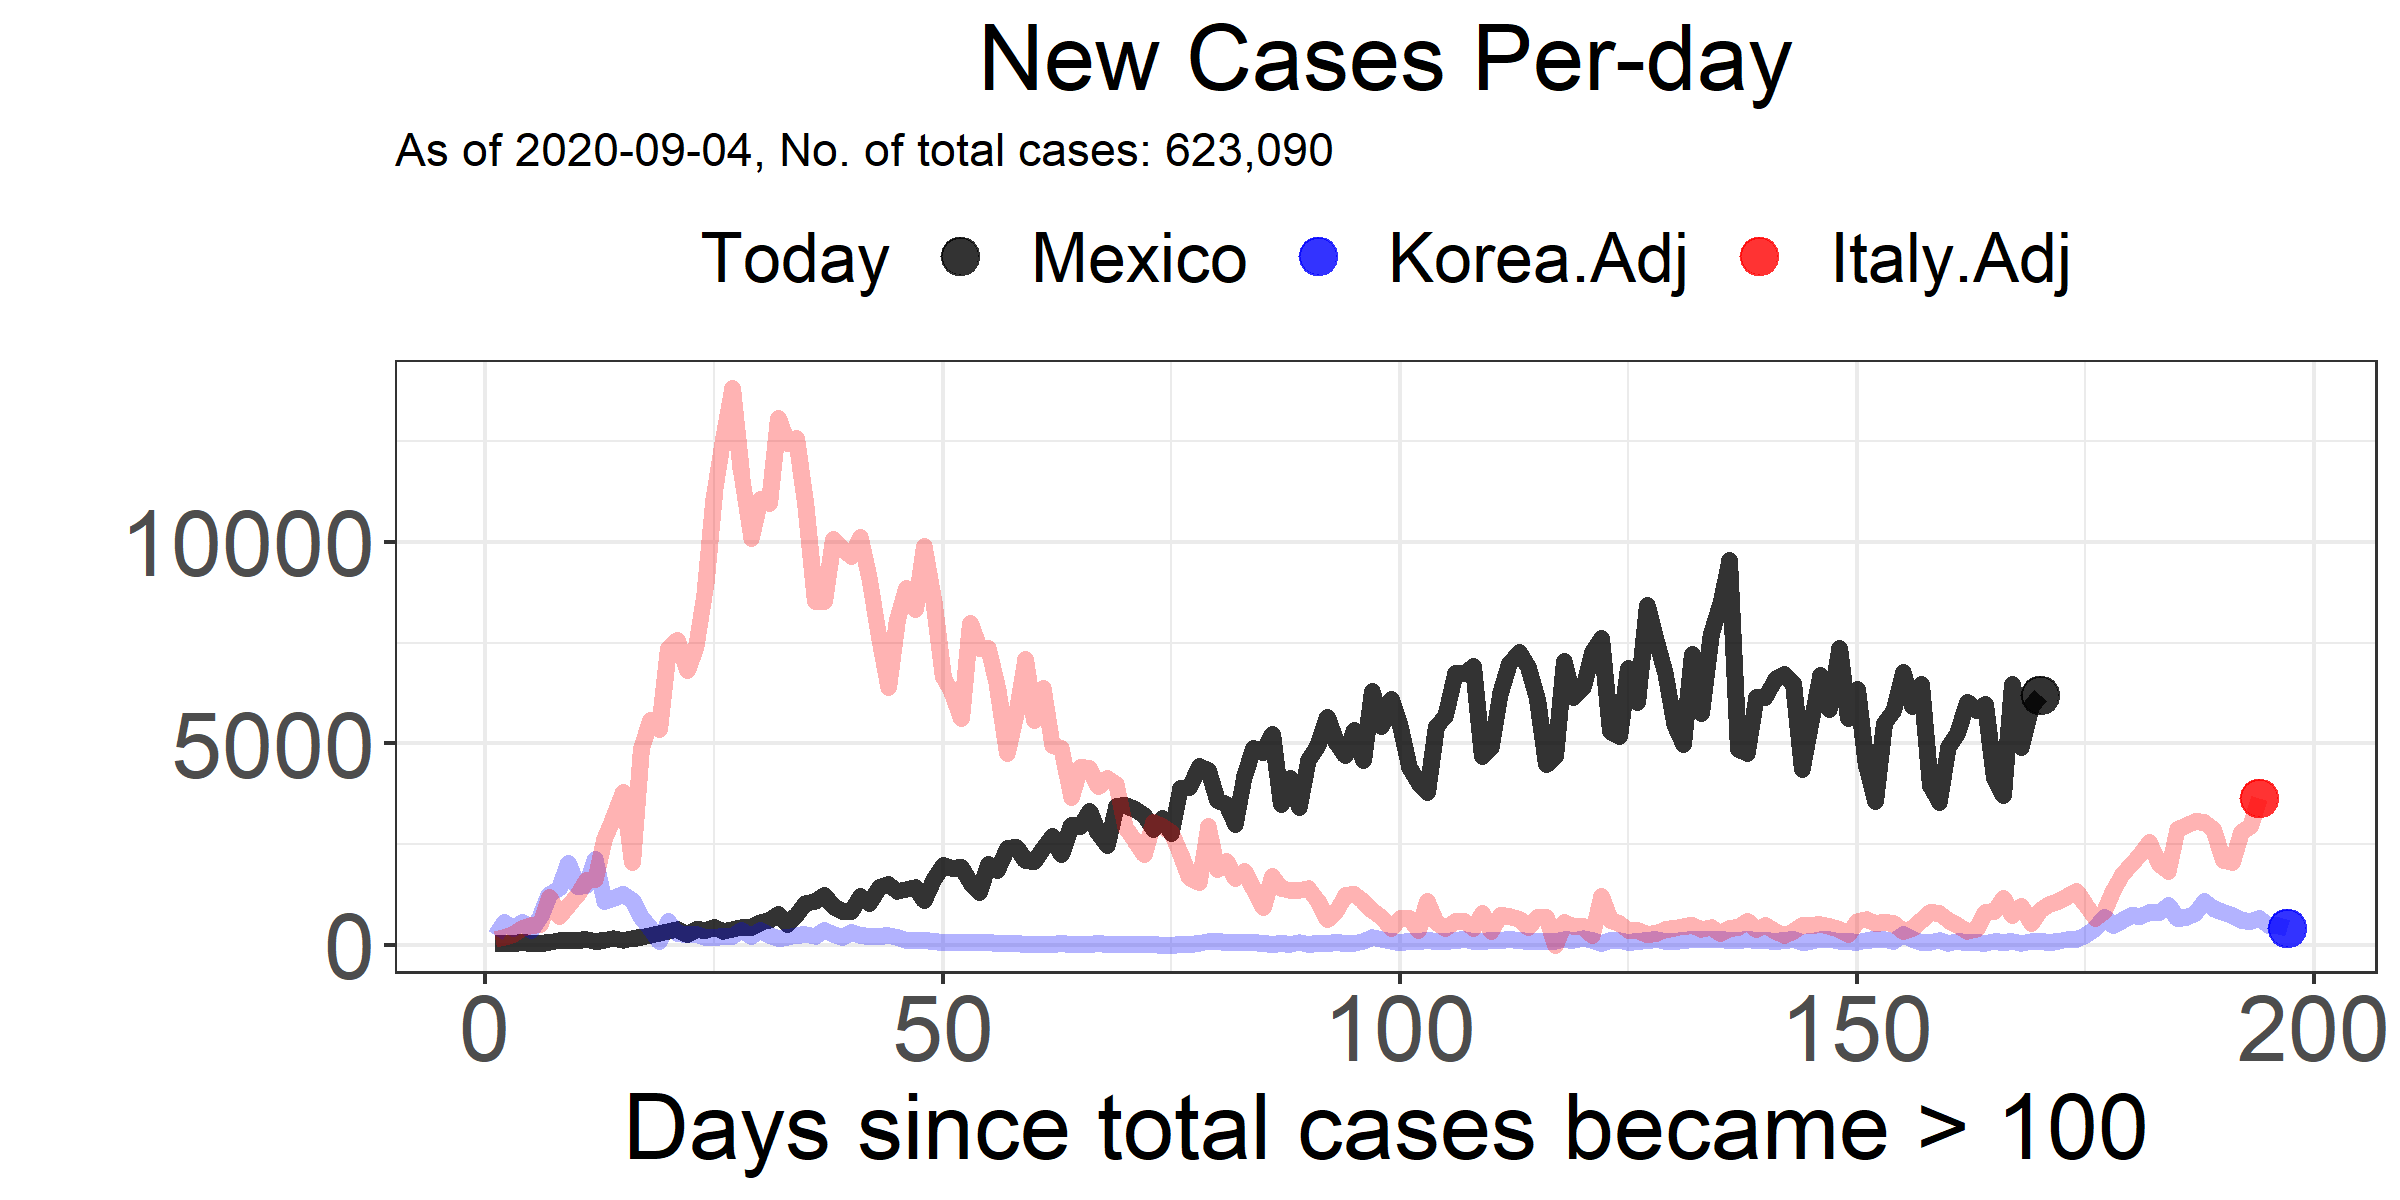 New Cases Per-day
As of 2020-09-04, No. of total cases: 623,090
Today Mexico Korea.Adj Italy.Adj
10000
5000
0
0 50 100 150 200
Days since total cases became > 100